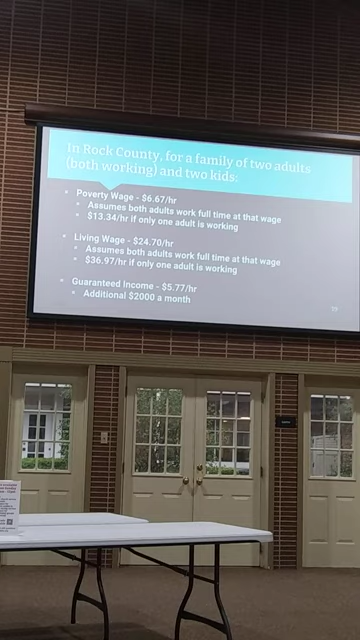 In Rock County, for a family of two adults
(both working) and two kids:
• Poverty Wage - $6.67/hr
• Assumes both adults work full time at that wage
• $13.34/hr if only one adult is working
• Living Wage - $24.70/hr
• Assumes both adults work full time at that wage
• $36.97/hr if only one adult is working
• Guaranteed Income - $5.77/hr
• Additional $2000 a month